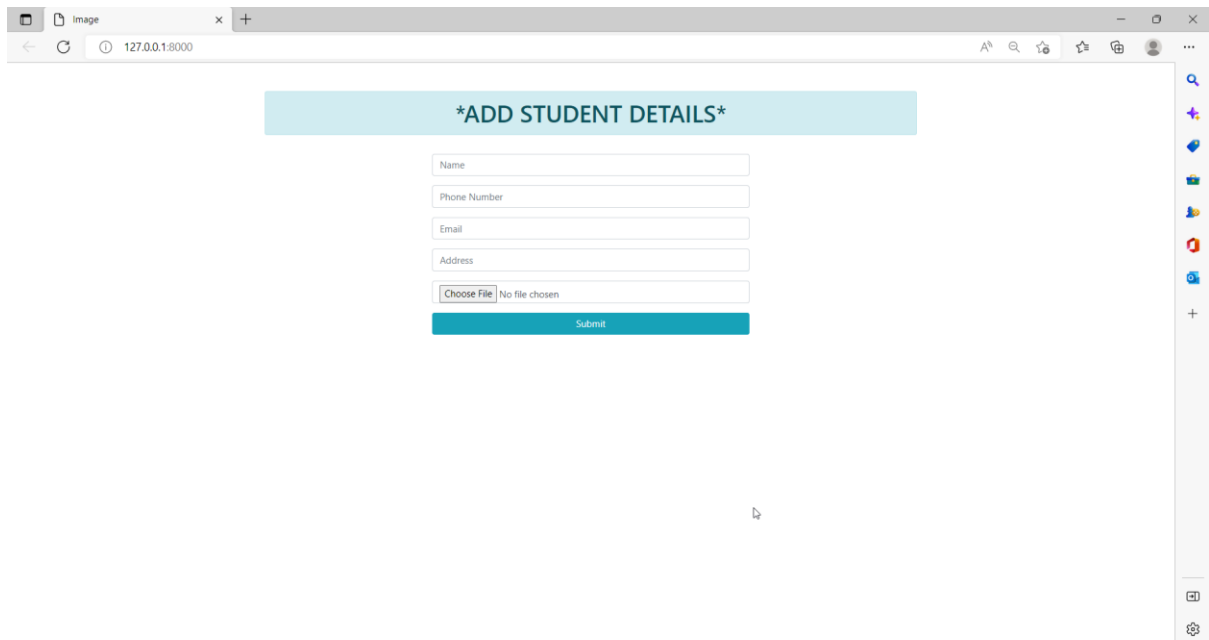 Image
127.0.0.1:8000
*ADD STUDENT DETAILS*
Name
Phone Number
Email
Address
Choose File No file chosen
Submit